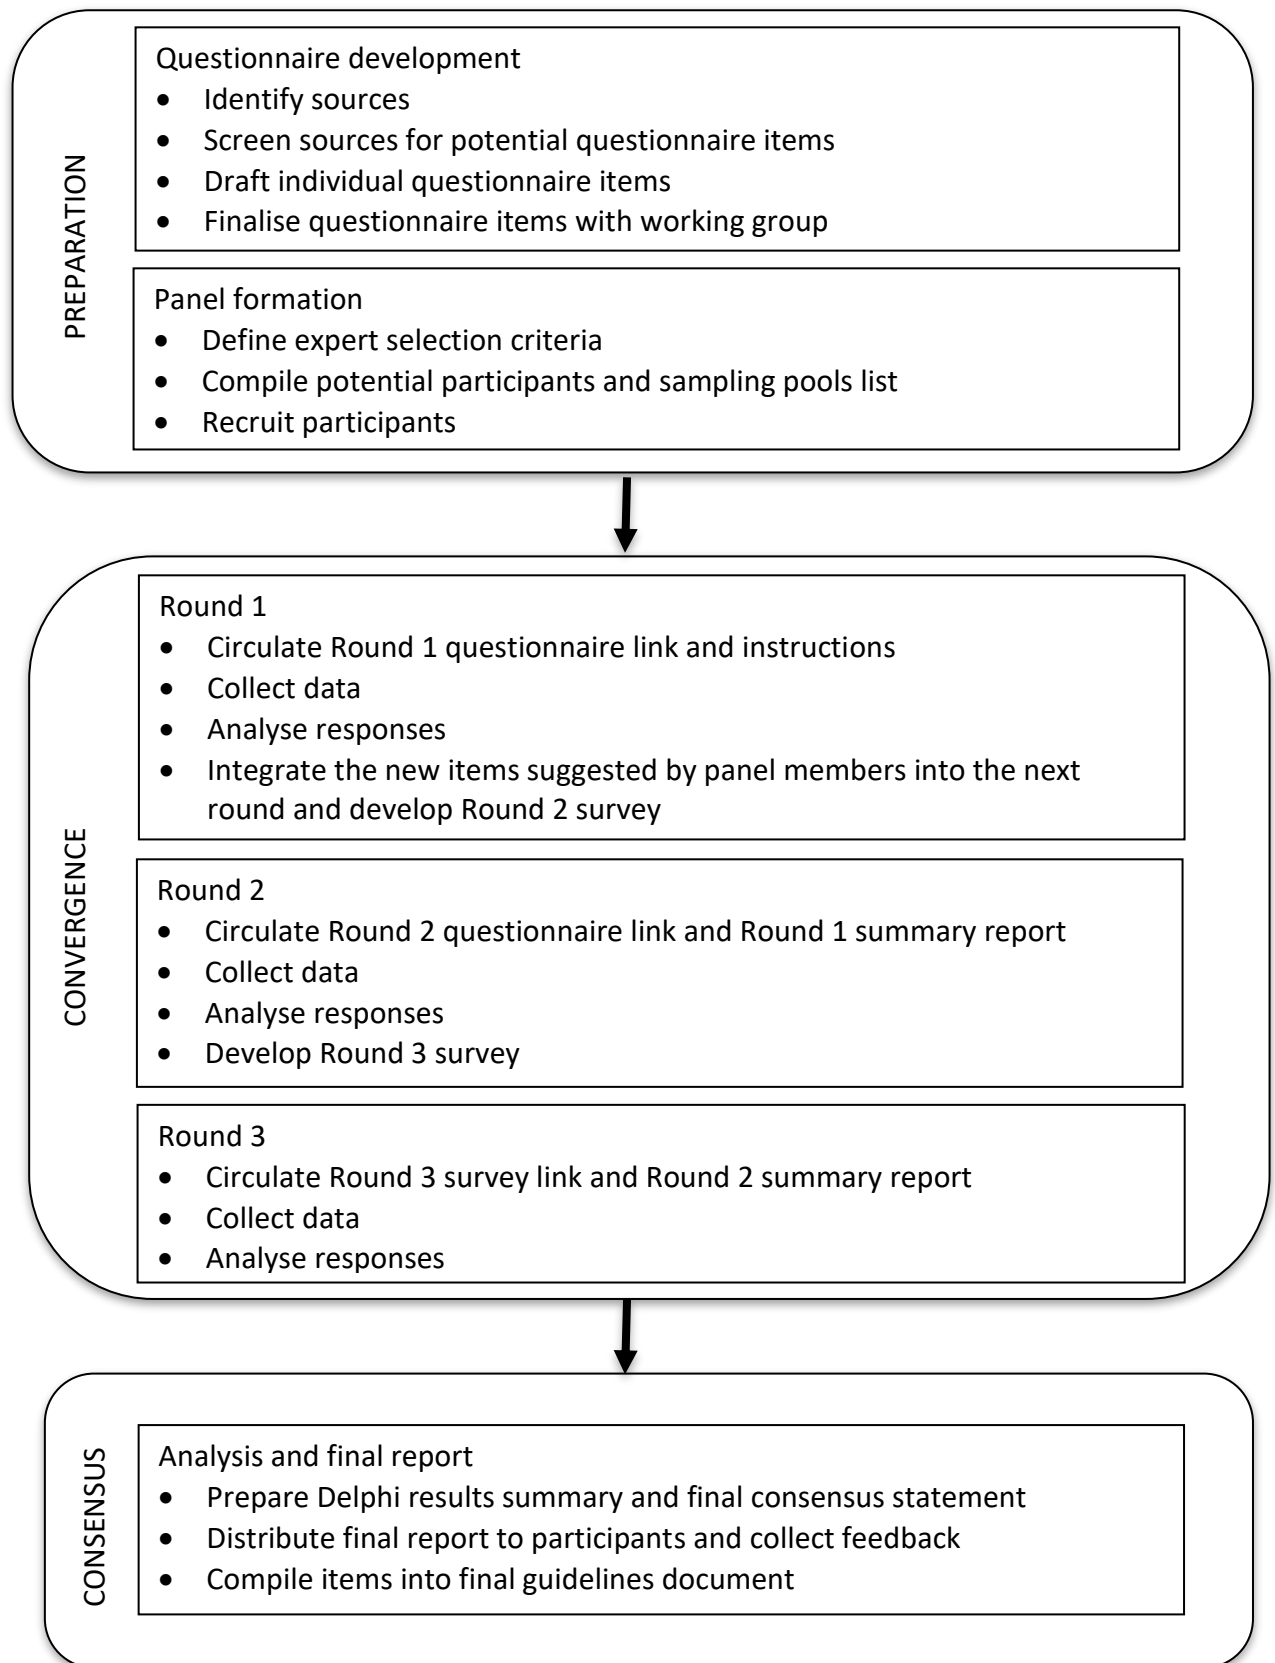 PREPARATION
Questionnaire development
• Identify sources
• Screen sources for potential questionnaire items
• Draft individual questionnaire items
• Finalise questionnaire items with working group
Panel formation
• Define expert selection criteria
• Compile potential participants and sampling pools list
• Recruit participants
CONVERGENCE
Round 1
• Circulate Round 1 questionnaire link and instructions
• Collect data
• Analyse responses
• Integrate the new items suggested by panel members into the next
round and develop Round 2 survey
Round 2
• Circulate Round 2 questionnaire link and Round 1 summary report
• Collect data
• Analyse responses
• Develop Round 3 survey
Round 3
• Circulate Round 3 survey link and Round 2 summary report
• Collect data
• Analyse responses
CONSENSUS
Analysis and final report
• Prepare Delphi results summary and final consensus statement
• Distribute final report to participants and collect feedback
• Compile items into final guidelines document